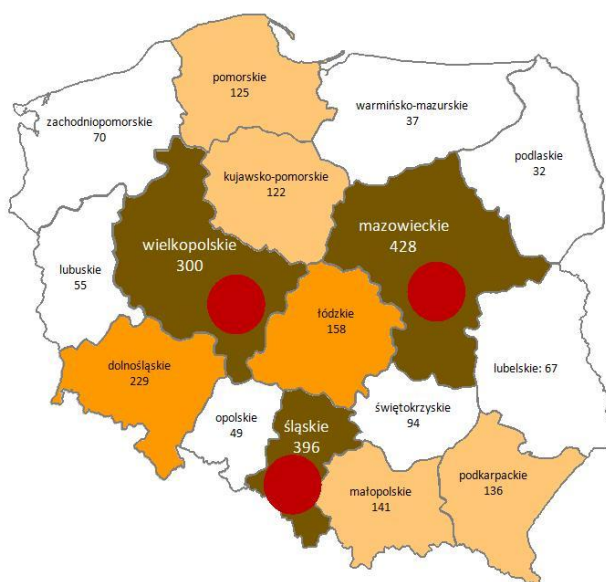 pomorskie
125
warmińsko-mazurskie
37
zachodniopomorskie
70
podlaskie
32
kujawsko-pomorskie
122
mazowieckie
428
wielkopolskie
300
lubuskie
55
łódzkie
158
dolnośląskie
229
lubelskie: 67
opolskie
49
śląskie
396
świętokrzyskie
94
małopolskie
141
podkarpackie
136